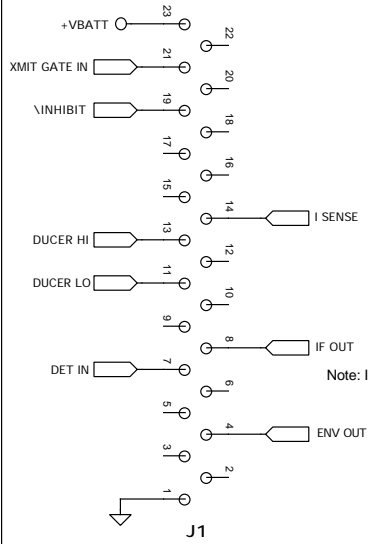 +VBATT
23
22
XMIT GATE IN
21
20
\INHIBIT
19
18
17
16
15
14
I SENSE
DUCER HI
13
12
DUCER LO
11
10
9
8
IF OUT
DET IN
7
Note: I
6
5
4
ENV OUT
3
2
1
J1